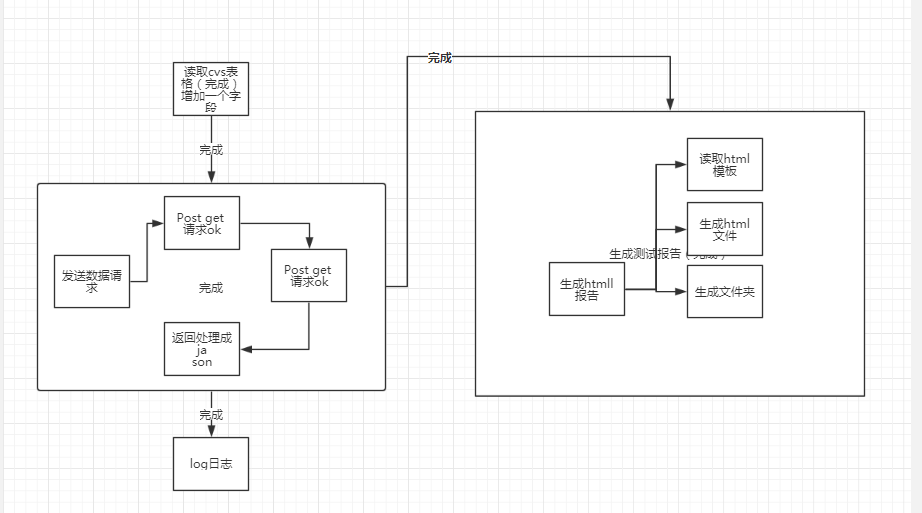 读取cvs表
格（完成）
增加一个字
段
完成
Post get
请求ok
发送数据请
求
Post get
请求ok
完成
返回处理成
ja
son
完成
log日志
完成
读取html
模板
生成html
文件
生成测试报告（完成）
生成htmll
报告
生成文件夹